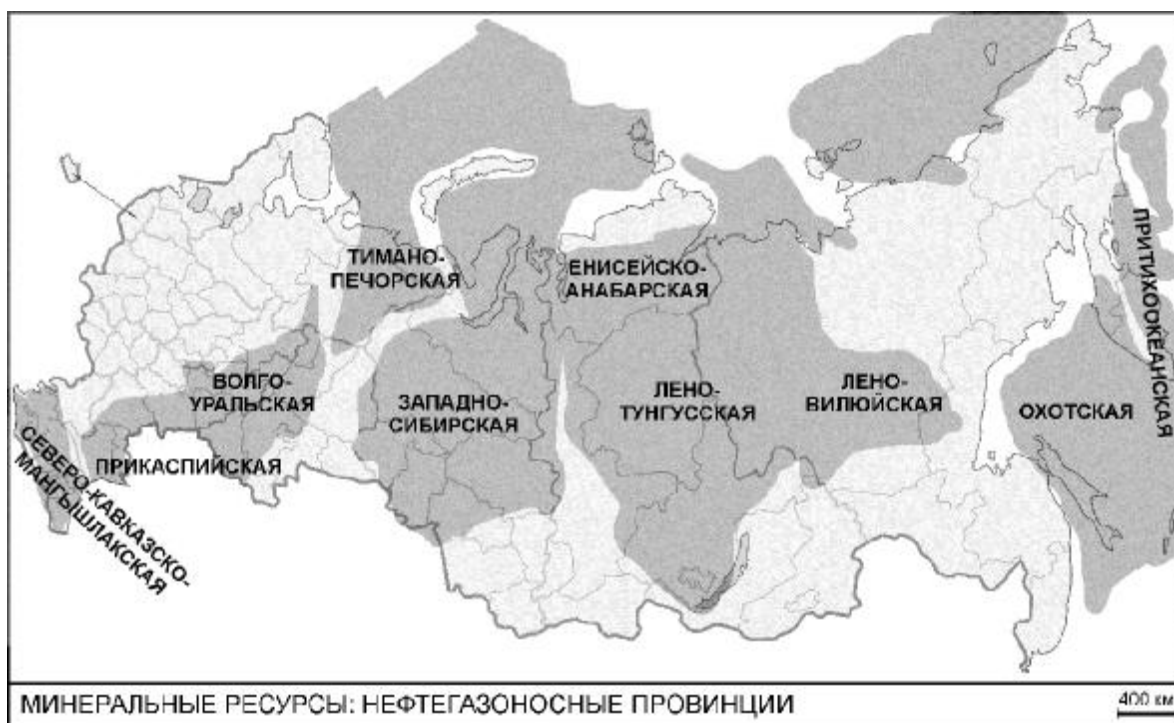 ТИМАНО-
ПЕЧОРСКАЯ
ЕНИСЕЙСКО-
АНАБАРСКАЯ
ПРИТИХООКЕАНСКАЯ
ВОЛГО-
УРАЛЬСКАЯ
ЗАПАДНО-
СИБИРСКАЯ
ЛЕНО-
ТУНГУССКАЯ
ЛЕНО-
ВИЛЮЙСКАЯ
ОХОТСКАЯ
ПРИКАСПИЙСКАЯ
СЕВЕРО-КАВКАЗСКО-
МАНГЫШЛАКСКАЯ
МИНЕРАЛЬНЫЕ РЕСУРСЫ: НЕФТЕГАЗОНОСНЫЕ ПРОВИНЦИИ
400 км